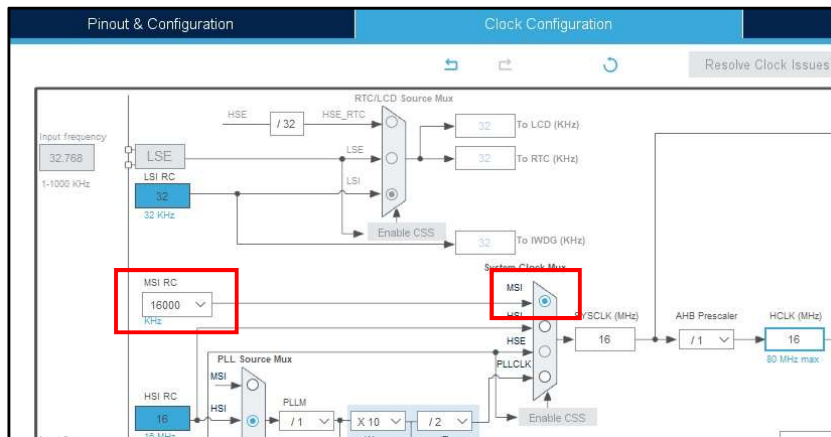 Pinout & Configuration
Clock Configuration
Resolve Clock Issues
RTC/LCD Source Mux
HSE
/ 32
HSE_RTC
32
To LCD (KHz)
Input frequency
32.768
1-1000 KHz
LSE
LSE
32
To RTC (KHz)
LSI RC
32
32 KHz
LSI
Enable CSS
32
To IWDG (KHz)
System Clock Mux
MSI RC
16000
KHz
MSI
HSI
SYSCLK (MHz)
AHB Prescaler
HCLK (MHz)
HSE
16
/ 1
16
80 MHz max
PLL Source Mux
PLLCLK
MSI
HSI RC
16
16 MHz
HSI
PLLM
/ 1
X 10
/ 2
Enable CSS